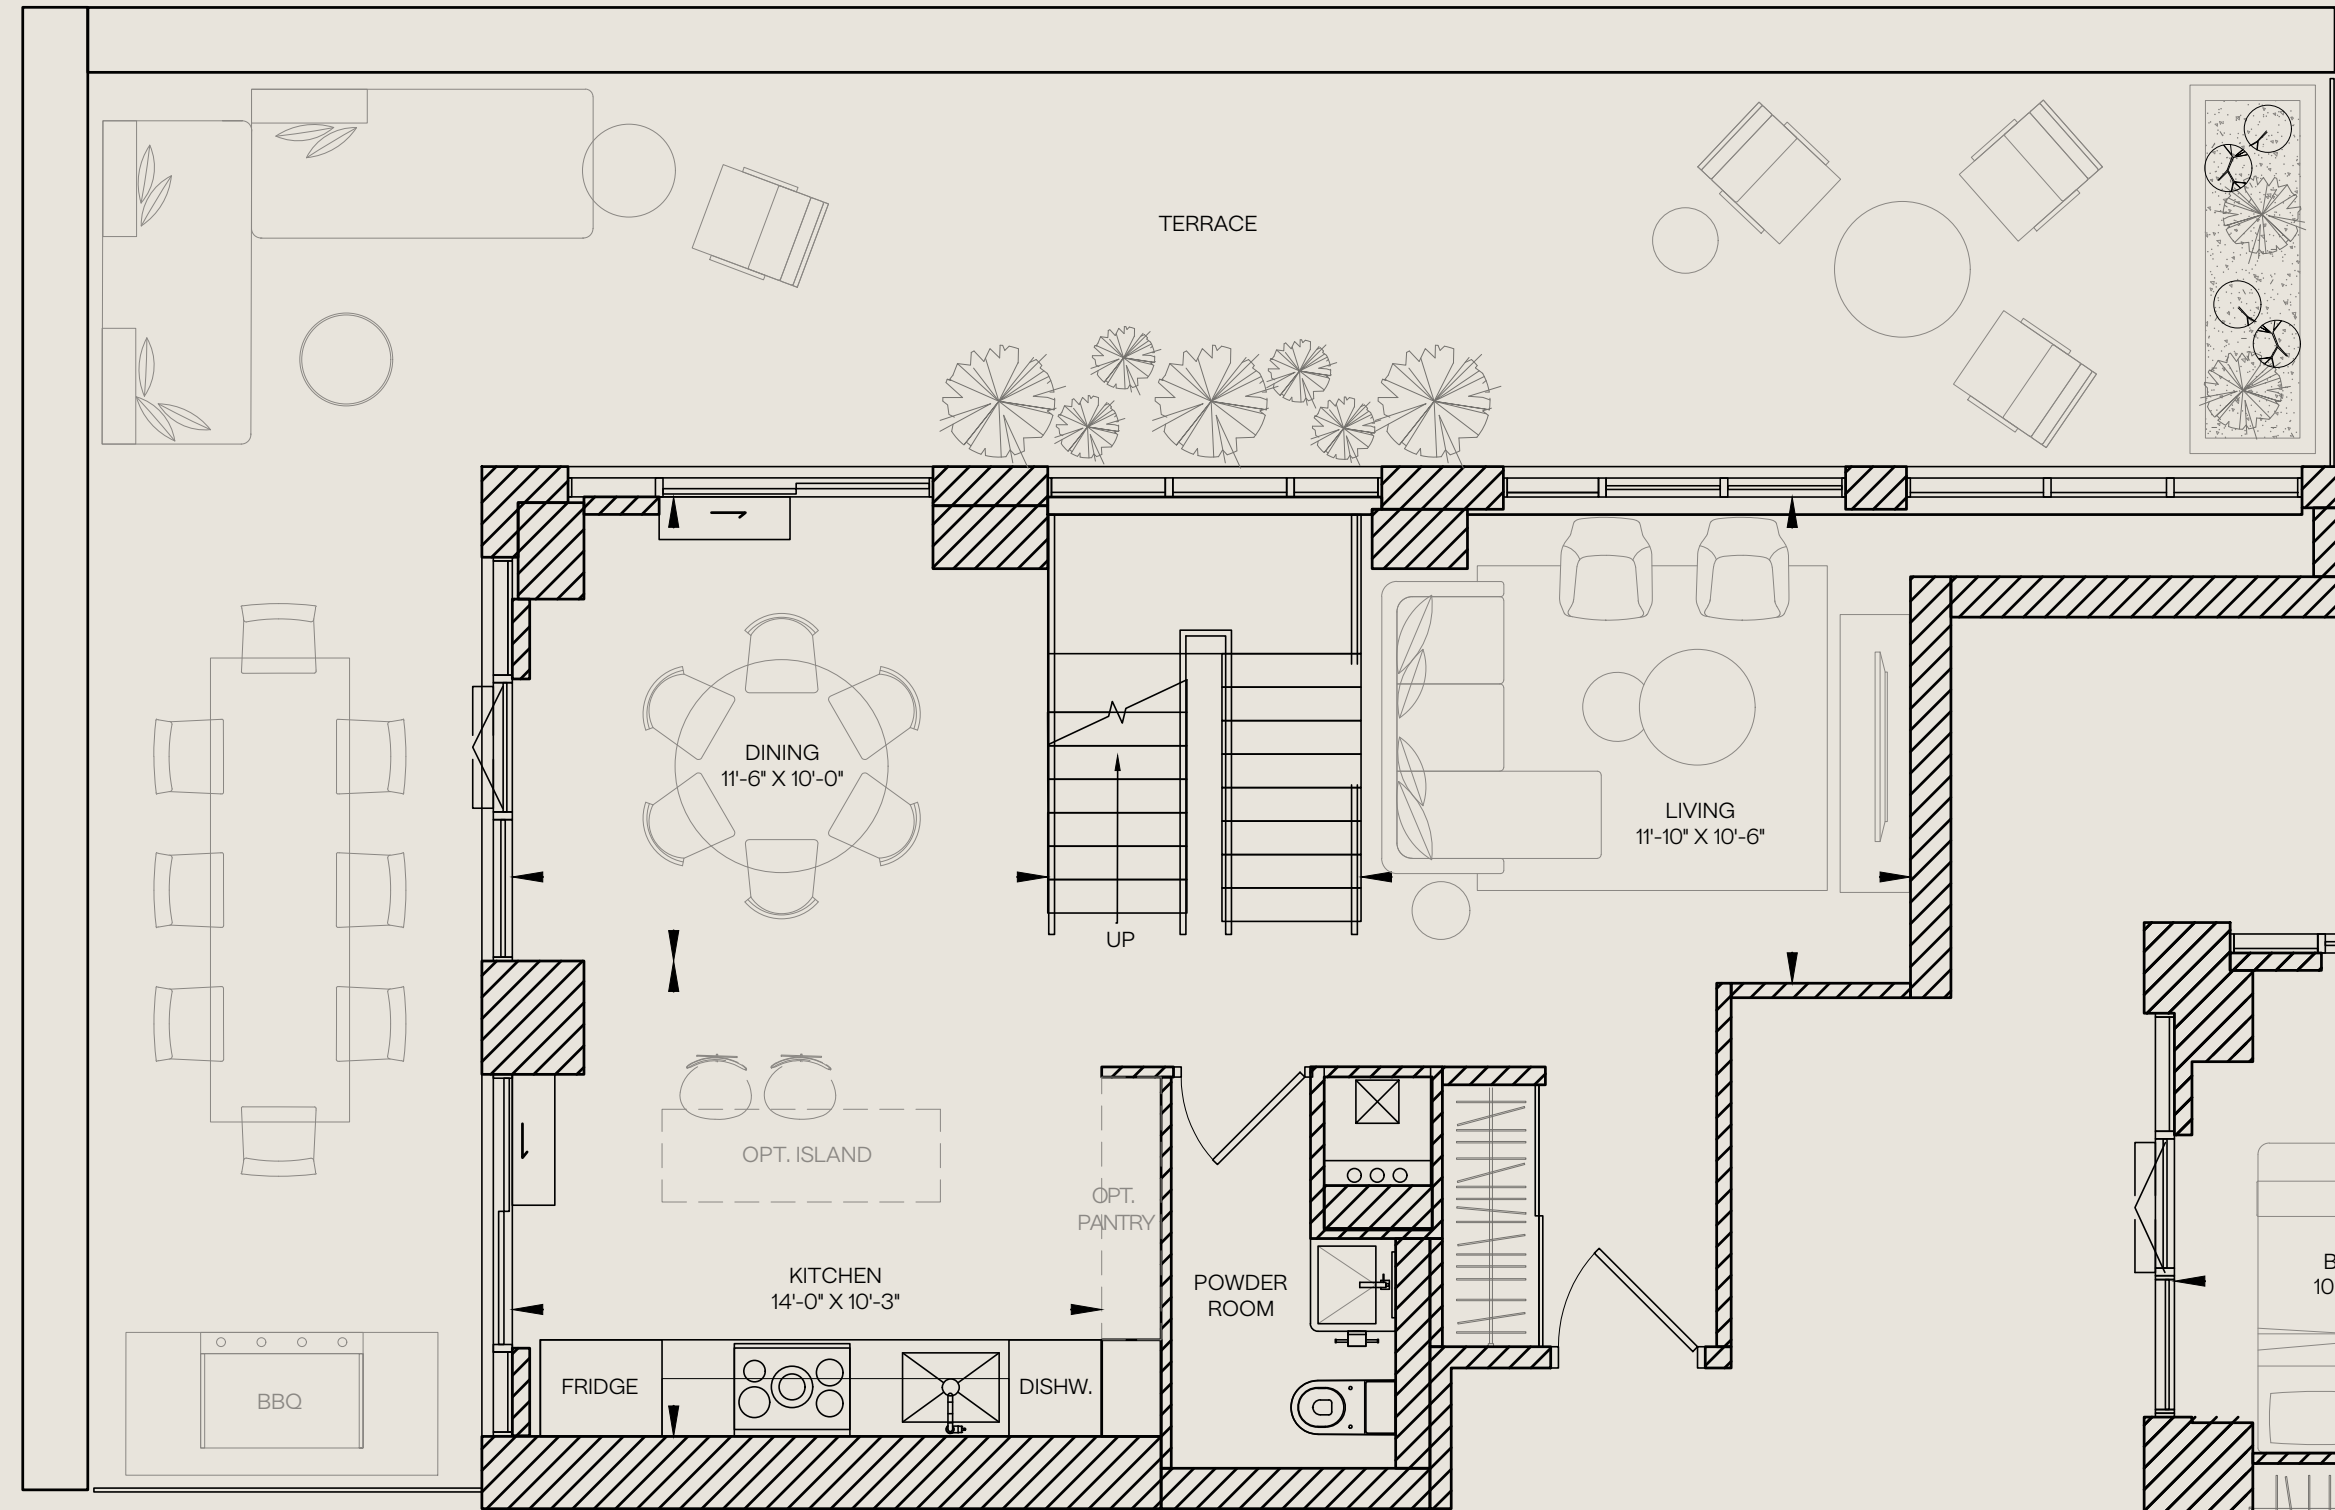 TERRACE
DINING
11'-6" X 10'-0"
LIVING
11'-10" X 10'-6"
UP
OPT. ISLAND
OPT.
PANTRY
KITCHEN
14'-0" X 10'-3"
POWDER
ROOM
B
10
FRIDGE
DISHW.
BBQ